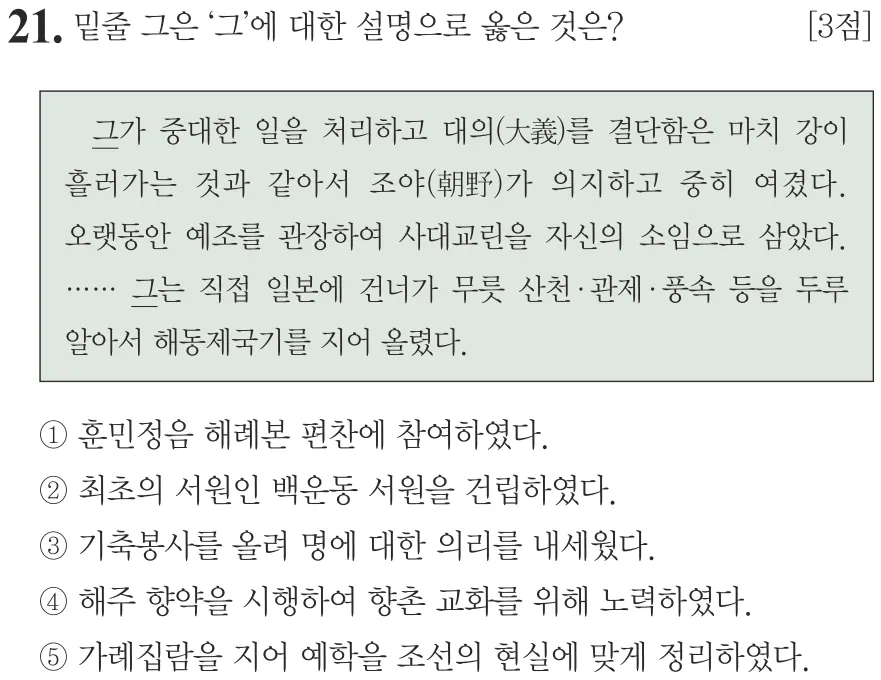 21. 밑줄 그은 ‘그’에 대한 설명으로 옳은 것은? [3점]
그가 중대한 일을 처리하고 대의(大義)를 결단함은 마치 강이
흘러가는 것과 같아서 조야(朝野)가 의지하고 중히 여겼다.
오랫동안 예조를 관장하여 사대교린을 자신의 소임으로 삼았다.
…… 그는 직접 일본에 건너가 무릇 산천·관제·풍속 등을 두루
알아서 해동제국기를 지어 올렸다.
① 훈민정음 해례본 편찬에 참여하였다.
② 최초의 서원인 백운동 서원을 건립하였다.
③ 기축봉사를 올려 명에 대한 의리를 내세웠다.
④ 해주 향약을 시행하여 향촌 교화를 위해 노력하였다.
⑤ 가례집람을 지어 예학을 조선의 현실에 맞게 정리하였다.